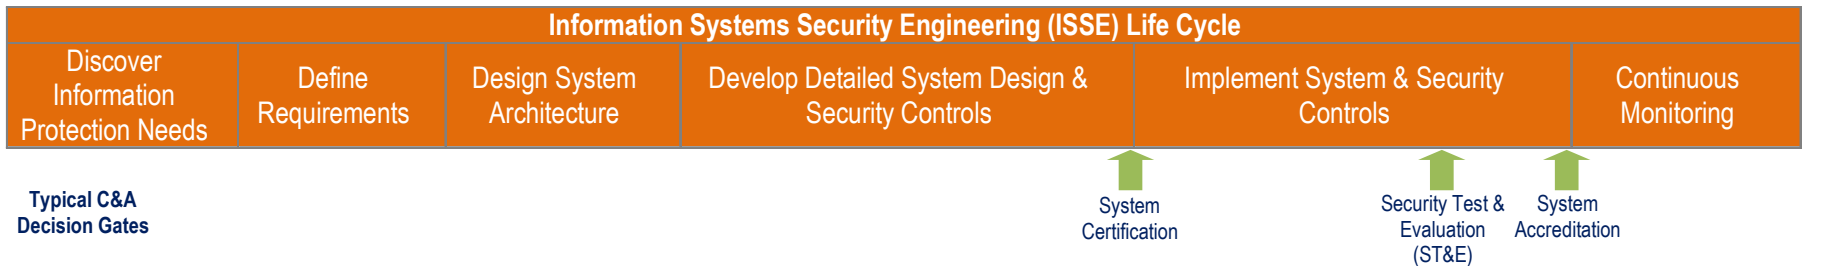 Information Systems Security Engineering (ISSE) Life Cycle
Discover
Information
Protection Needs
Define
Requirements
Design System
Architecture
Develop Detailed System Design &
Security Controls
Implement System & Security
Controls
Continuous
Monitoring
Typical C&A
Decision Gates
System
Certification
Security Test &
Evaluation
(ST&E)
System
Accreditation